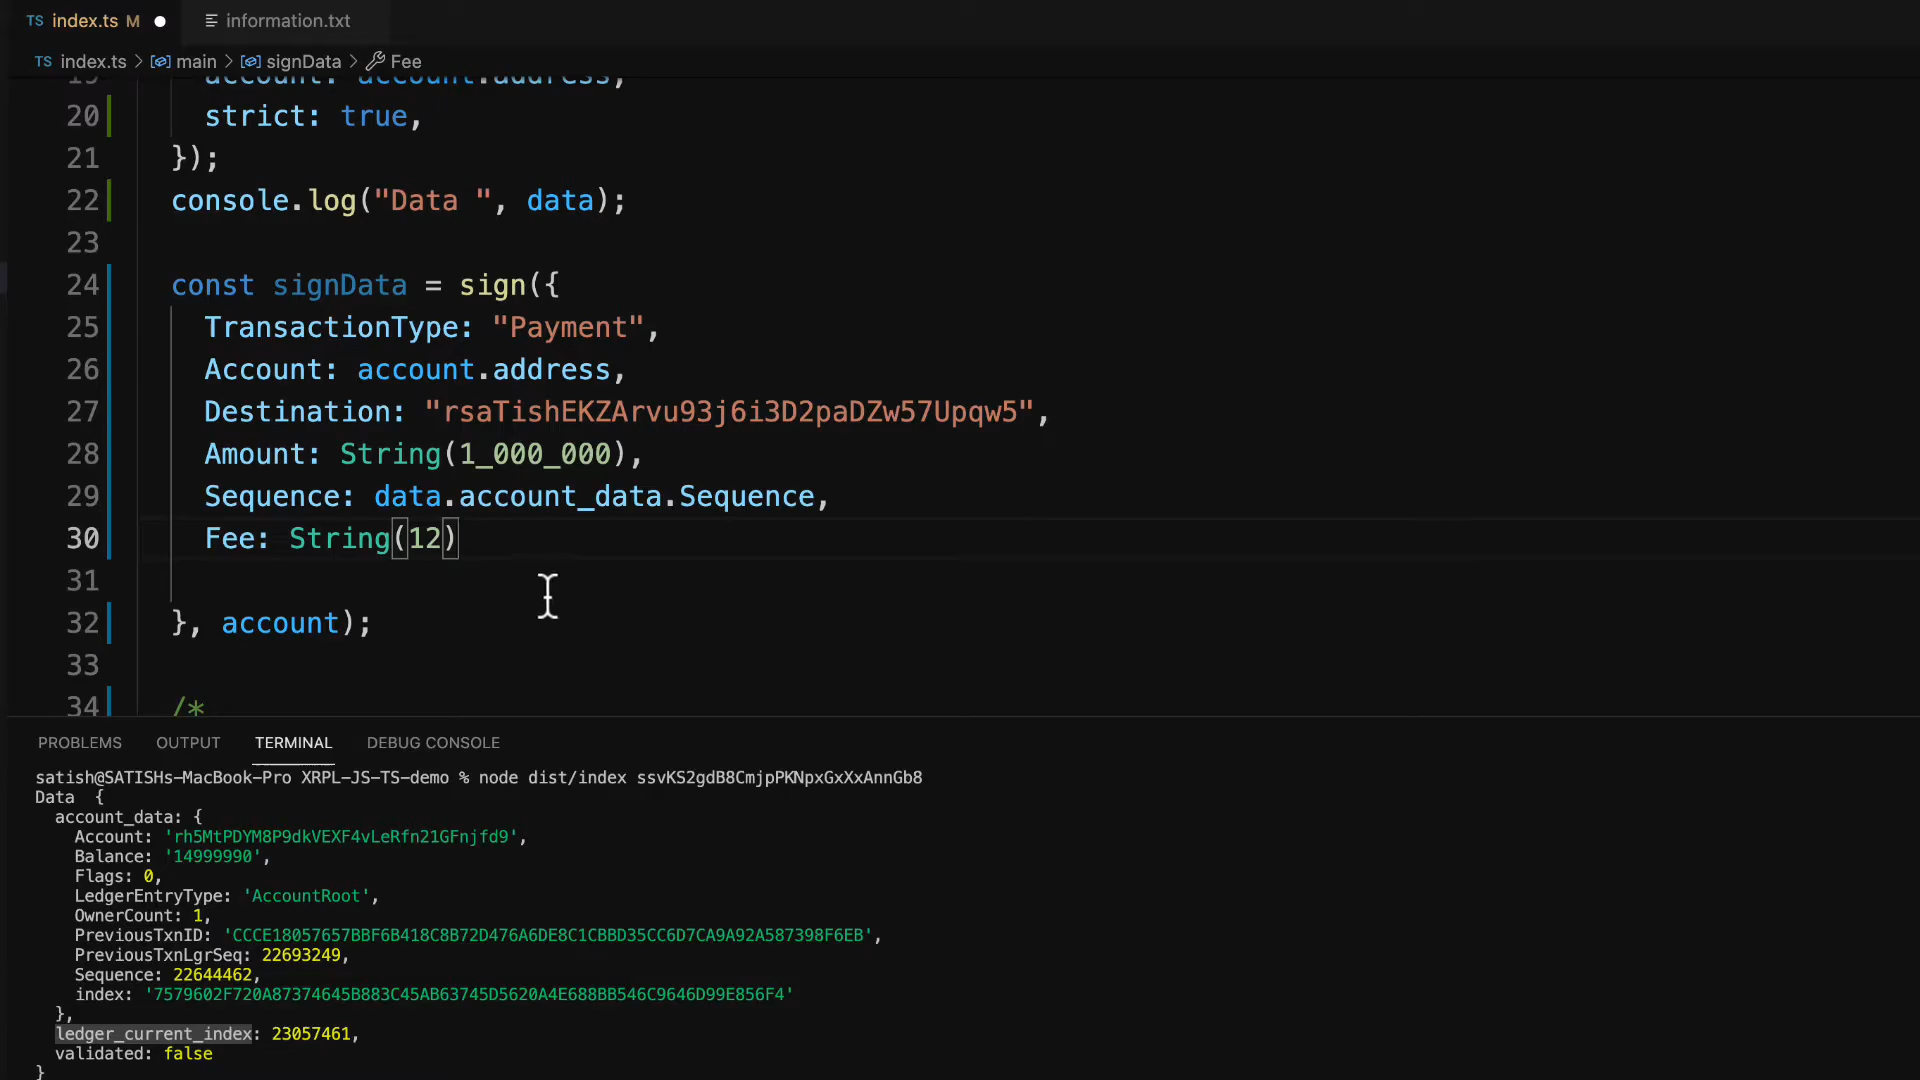 TS index.ts M ● information.txt
TS index.ts > main > signData > Fee
19 account: account.address,
20 strict: true,
21 });
22 console.log("Data ", data);
23
24 const signData = sign({
25 TransactionType: "Payment",
26 Account: account.address,
27 Destination: "rsaTishEKZArvu93j6i3D2paDZw57Upqw5",
28 Amount: String(1_000_000),
29 Sequence: data.account_data.Sequence,
30 Fee: String(12)
31
32 }, account);
33
34 /*
PROBLEMS OUTPUT TERMINAL DEBUG CONSOLE
satish@SATISHs-MacBook-Pro XRPL-JS-TS-demo % node dist/index ssvKS2gdB8CmjpPKNpxGxXxAnnGb8
Data  {
account_data: {
Account: 'rh5MtPDYM8P9dkVEXF4vLeRfn21GFnjfd9',
Balance: '14999990',
Flags: 0,
LedgerEntryType: 'AccountRoot',
OwnerCount: 1,
PreviousTxnID: 'CCCE18057657BBF6B418C8B72D476A6DE8C1CBBD35CC6D7CA9A92A587398F6EB',
PreviousTxnLgrSeq: 22693249,
Sequence: 22644462,
index: '7579602F720A87374645B883C45AB63745D5620A4E688BB546C9646D99E856F4'
},
ledger_current_index: 23057461,
validated: false
}